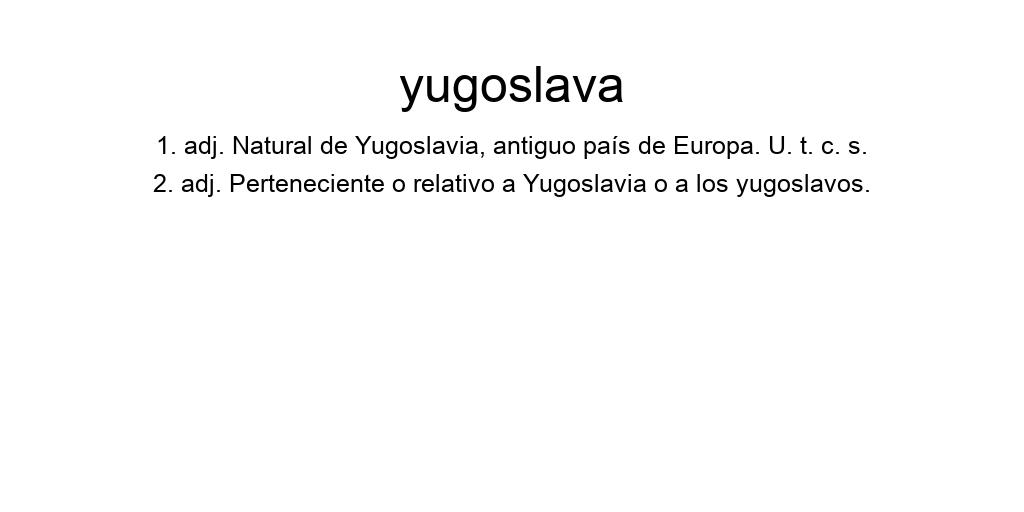 yugoslava
1. adj. Natural de Yugoslavia, antiguo país de Europa. U. t. c. s.
2. adj. Perteneciente o relativo a Yugoslavia o a los yugoslavos.